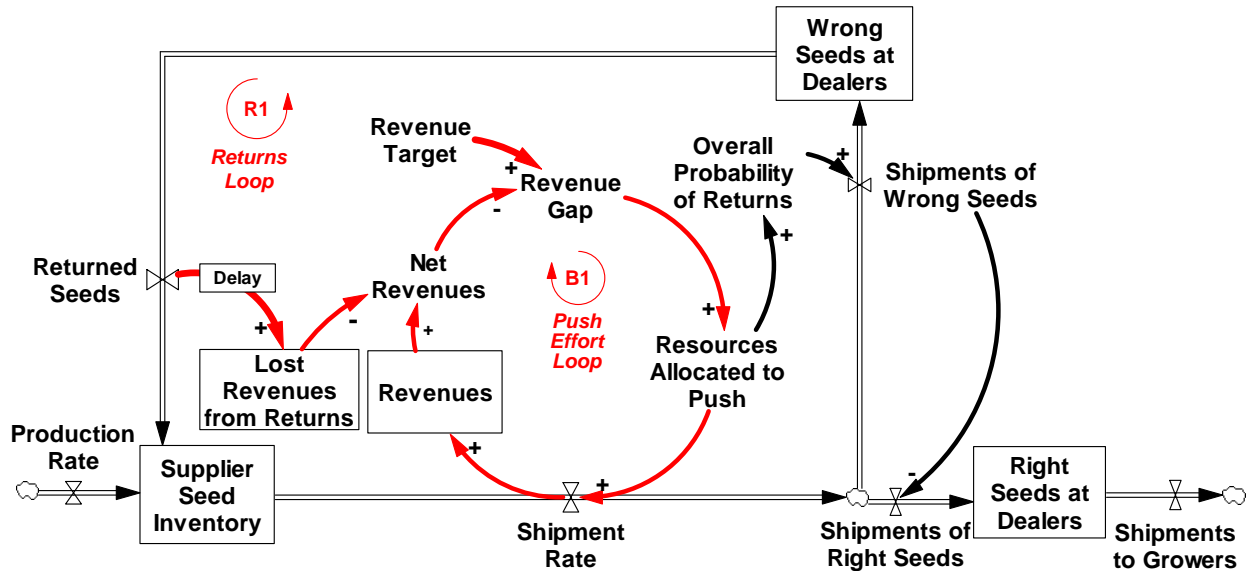 Wrong
Seeds at
Dealers
R1
Returns
Loop
Revenue
Target
+
Revenue
Gap
-
Overall
Probability
of Returns
+
+
Shipments of
Wrong Seeds
Returned
Seeds
Delay
+
Net
Revenues
-
+
B1
Push
Effort
Loop
+
Resources
Allocated to
Push
Lost
Revenues
from Returns
Revenues
+
+
Production
Rate
Supplier
Seed
Inventory
Shipment
Rate
-
Shipments of
Right Seeds
Right
Seeds at
Dealers
Shipments
to Growers